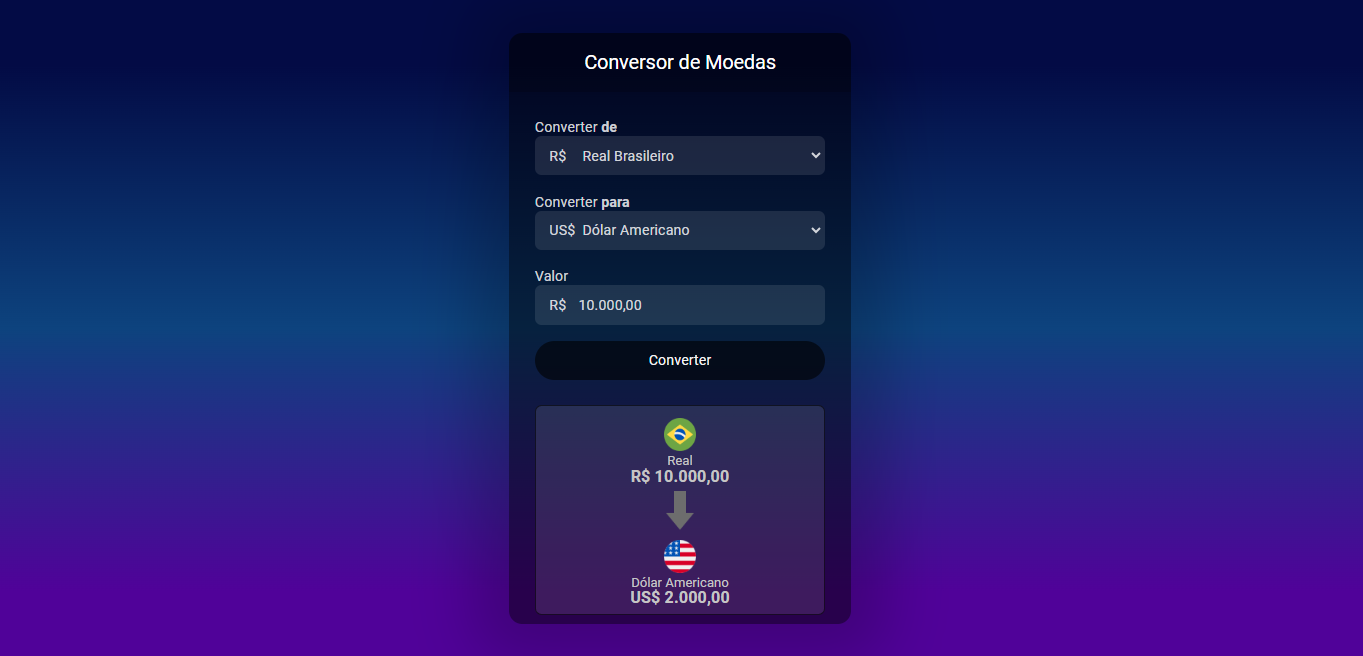 Conversor de Moedas
Converter de
R$ Real Brasileiro
Converter para
US$ Dólar Americano
Valor
R$ 10.000,00
Converter
Real
R$ 10.000,00
Dólar Americano
US$ 2.000,00